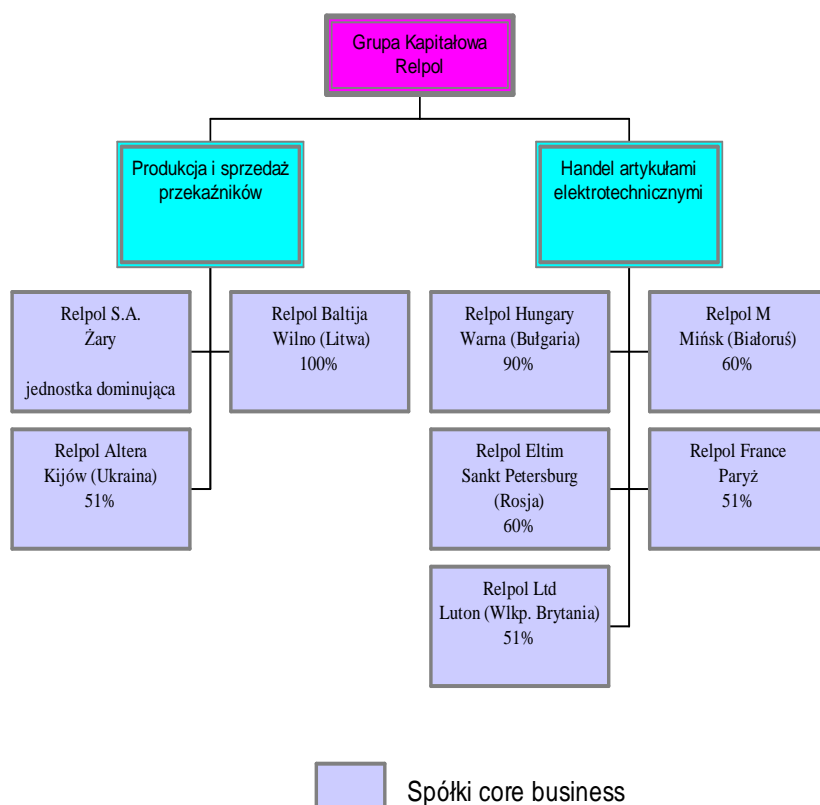 Grupa Kapitałowa
Relpol
Produkcja i sprzedaż
przekaźników
Handel artykułami
elektrotechnicznymi
Relpol S.A.
Żary
jednostka dominująca
Relpol Baltija
Wilno (Litwa)
100%
Relpol Hungary
Warna (Bułgaria)
90%
Relpol M
Mińsk (Białoruś)
60%
Relpol Altera
Kijów (Ukraina)
51%
Relpol Eltim
Sankt Petersburg
(Rosja)
60%
Relpol France
Paryż
51%
Relpol Ltd
Luton (Wlkp. Brytania)
51%
Spółki core business